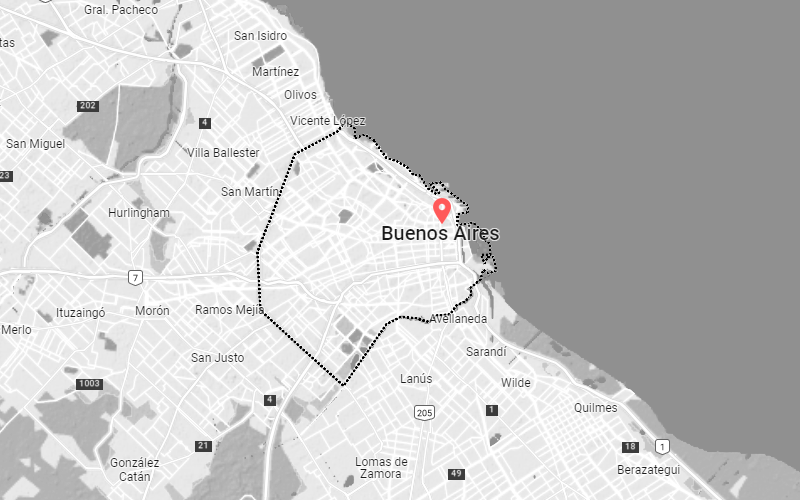 Gral. Pacheco
San Isidro
Martínez
202
Olivos
4
Vicente López
San Miguel
Villa Ballester
23
San Martín
Hurlingham
Buenos Aires
7
Ituzaingó
Morón
Ramos Mejía
Avellaneda
Merlo
San Justo
Sarandí
1003
Lanús
Wilde
4
205
1
Quilmes
21
18
1
González
Catán
Lomas de
Zamora
49
Berazategui